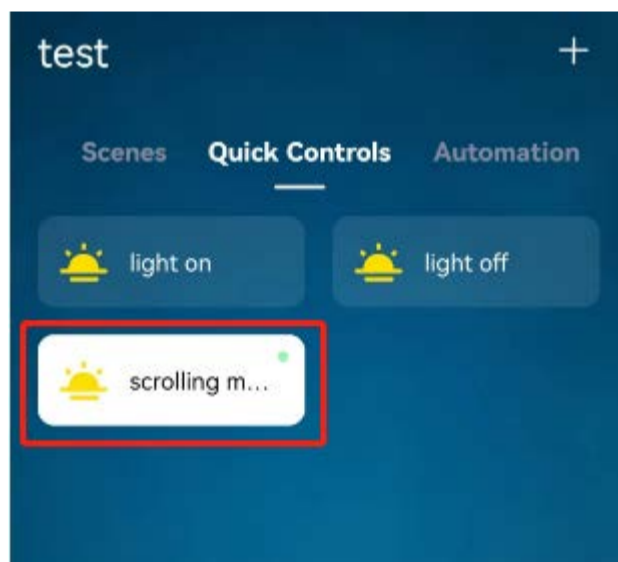 test +
Scenes Quick Controls Automation
light on light off
scrolling m...